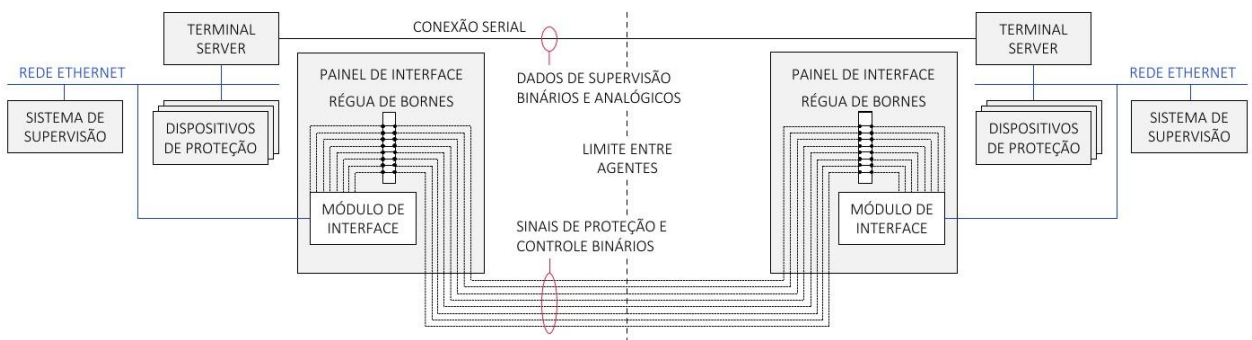 TERMINAL
SERVER
CONEXÃO SERIAL
TERMINAL
SERVER
REDE ETHERNET
PAINEL DE INTERFACE
RÉGUA DE BORNES
DADOS DE SUPERVISÃO
BINÁRIOS E ANALÓGICOS
PAINEL DE INTERFACE
RÉGUA DE BORNES
REDE ETHERNET
SISTEMA DE
SUPERVISÃO
DISPOSITIVOS
DE PROTEÇÃO
LIMITE ENTRE
AGENTES
DISPOSITIVOS
DE PROTEÇÃO
SISTEMA DE
SUPERVISÃO
MÓDULO DE
INTERFACE
SINAIS DE PROTEÇÃO E
CONTROLE BINÁRIOS
MÓDULO DE
INTERFACE